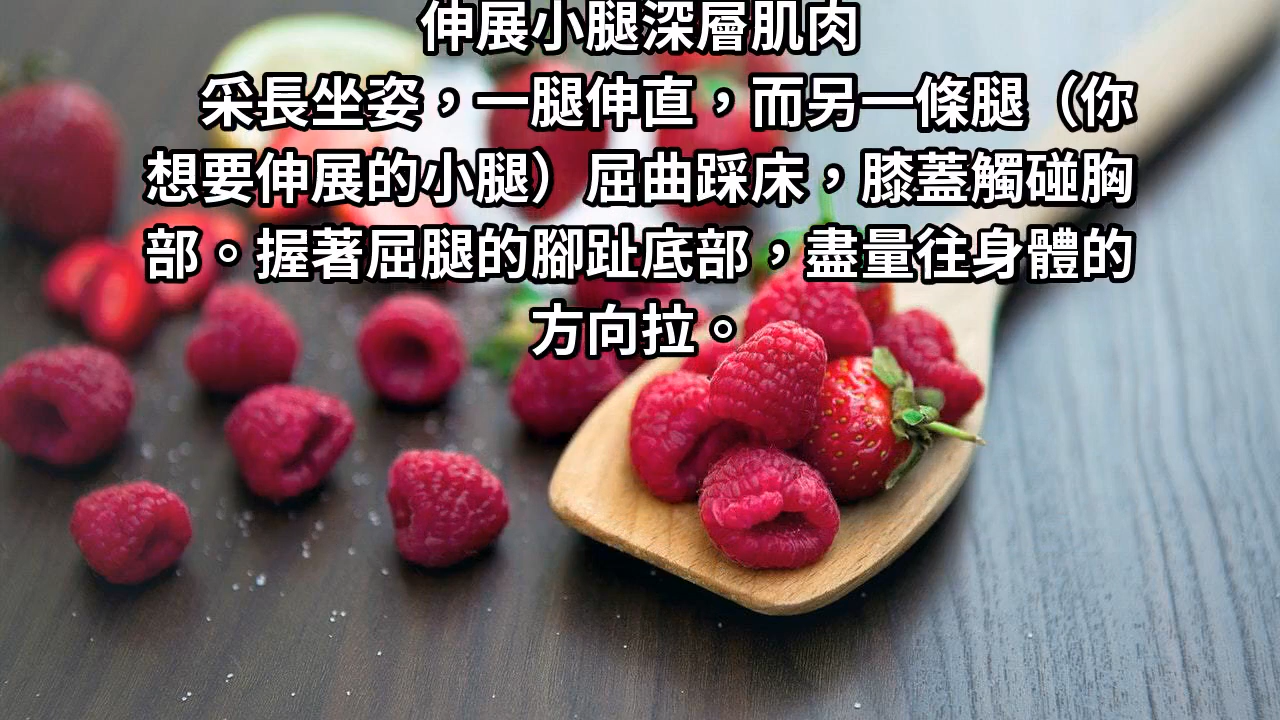 伸展小腿深層肌肉
采長坐姿，一腿伸直，而另一條腿（你
想要伸展的小腿）屈曲踩床，膝蓋觸碰胸
部。握著屈腿的腳趾底部，盡量往身體的
方向拉。